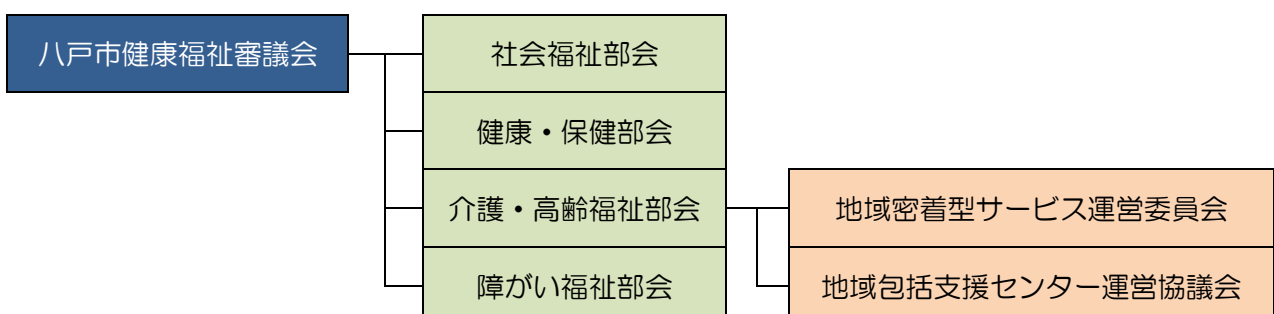 八戸市健康福祉審議会
社会福祉部会
健康・保健部会
介護・高齢福祉部会
地域密着型サービス運営委員会
障がい福祉部会
地域包括支援センター運営協議会